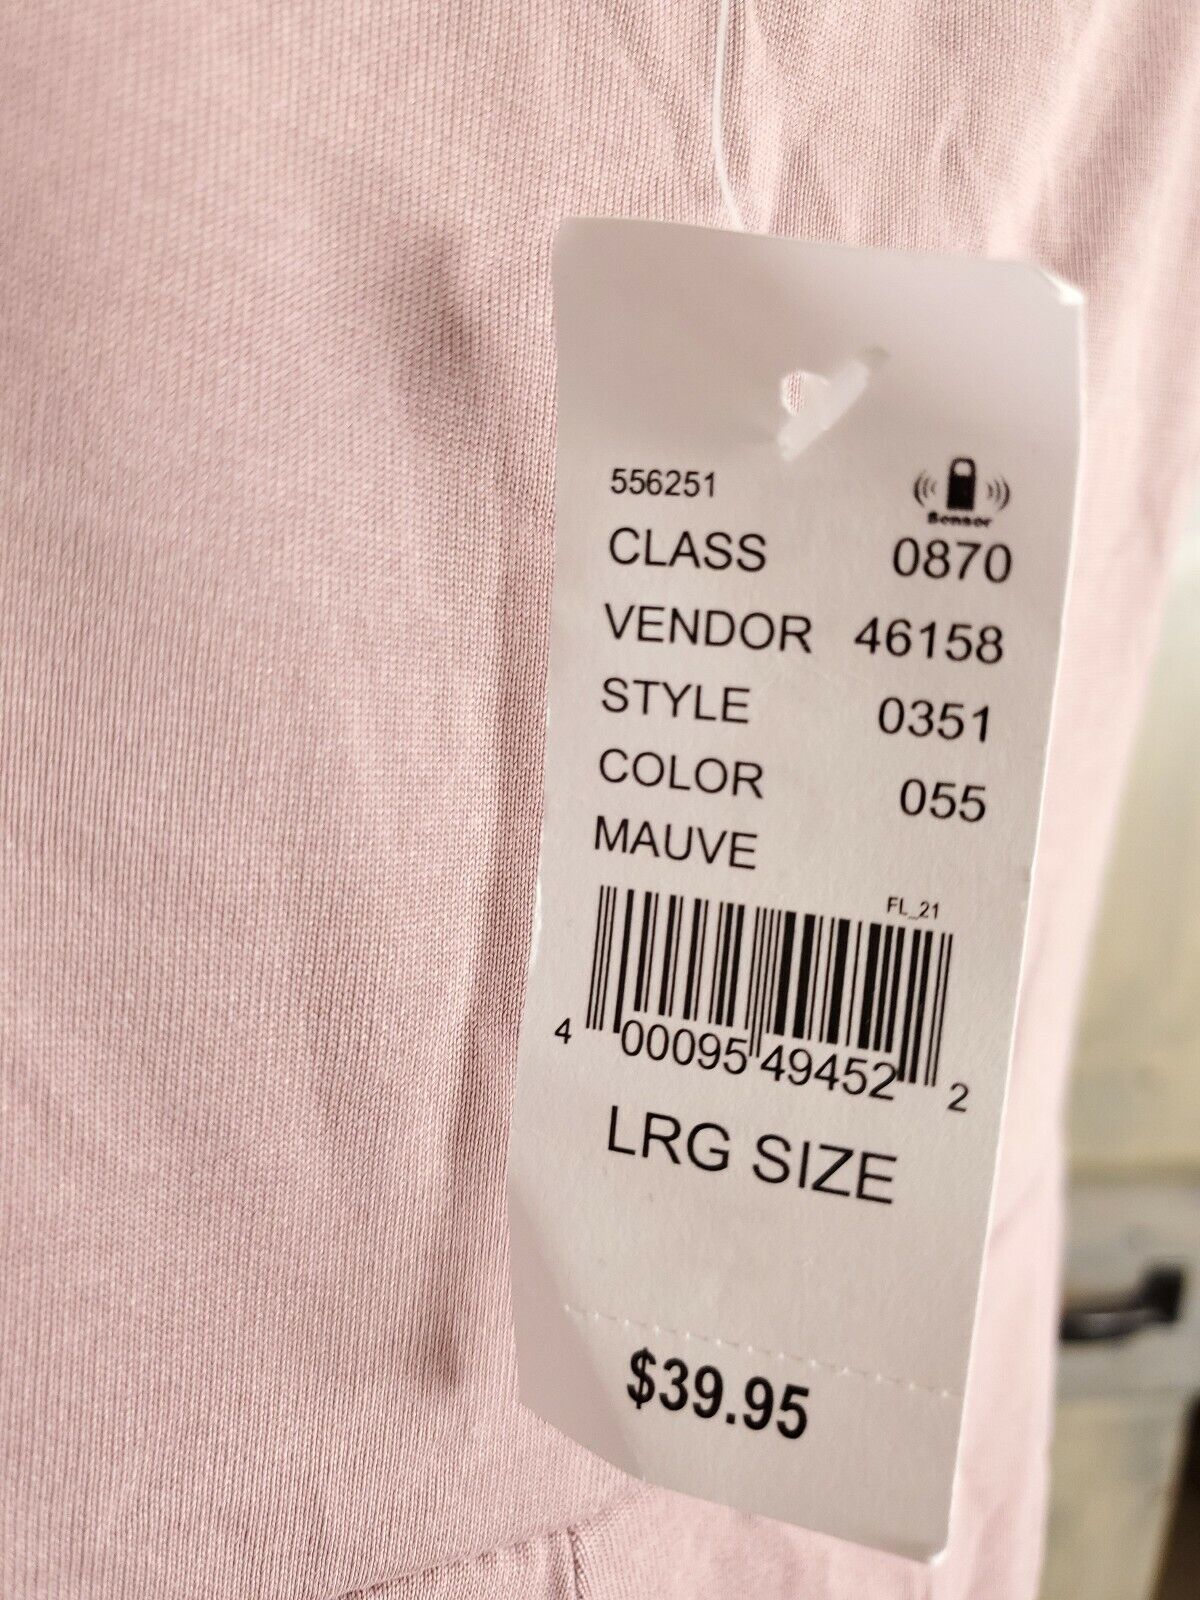 556251
Sensor
CLASS 0870
VENDOR 46158
STYLE 0351
COLOR 055
MAUVE
FL_21
4 00095 49452 2
LRG SIZE
$39.95